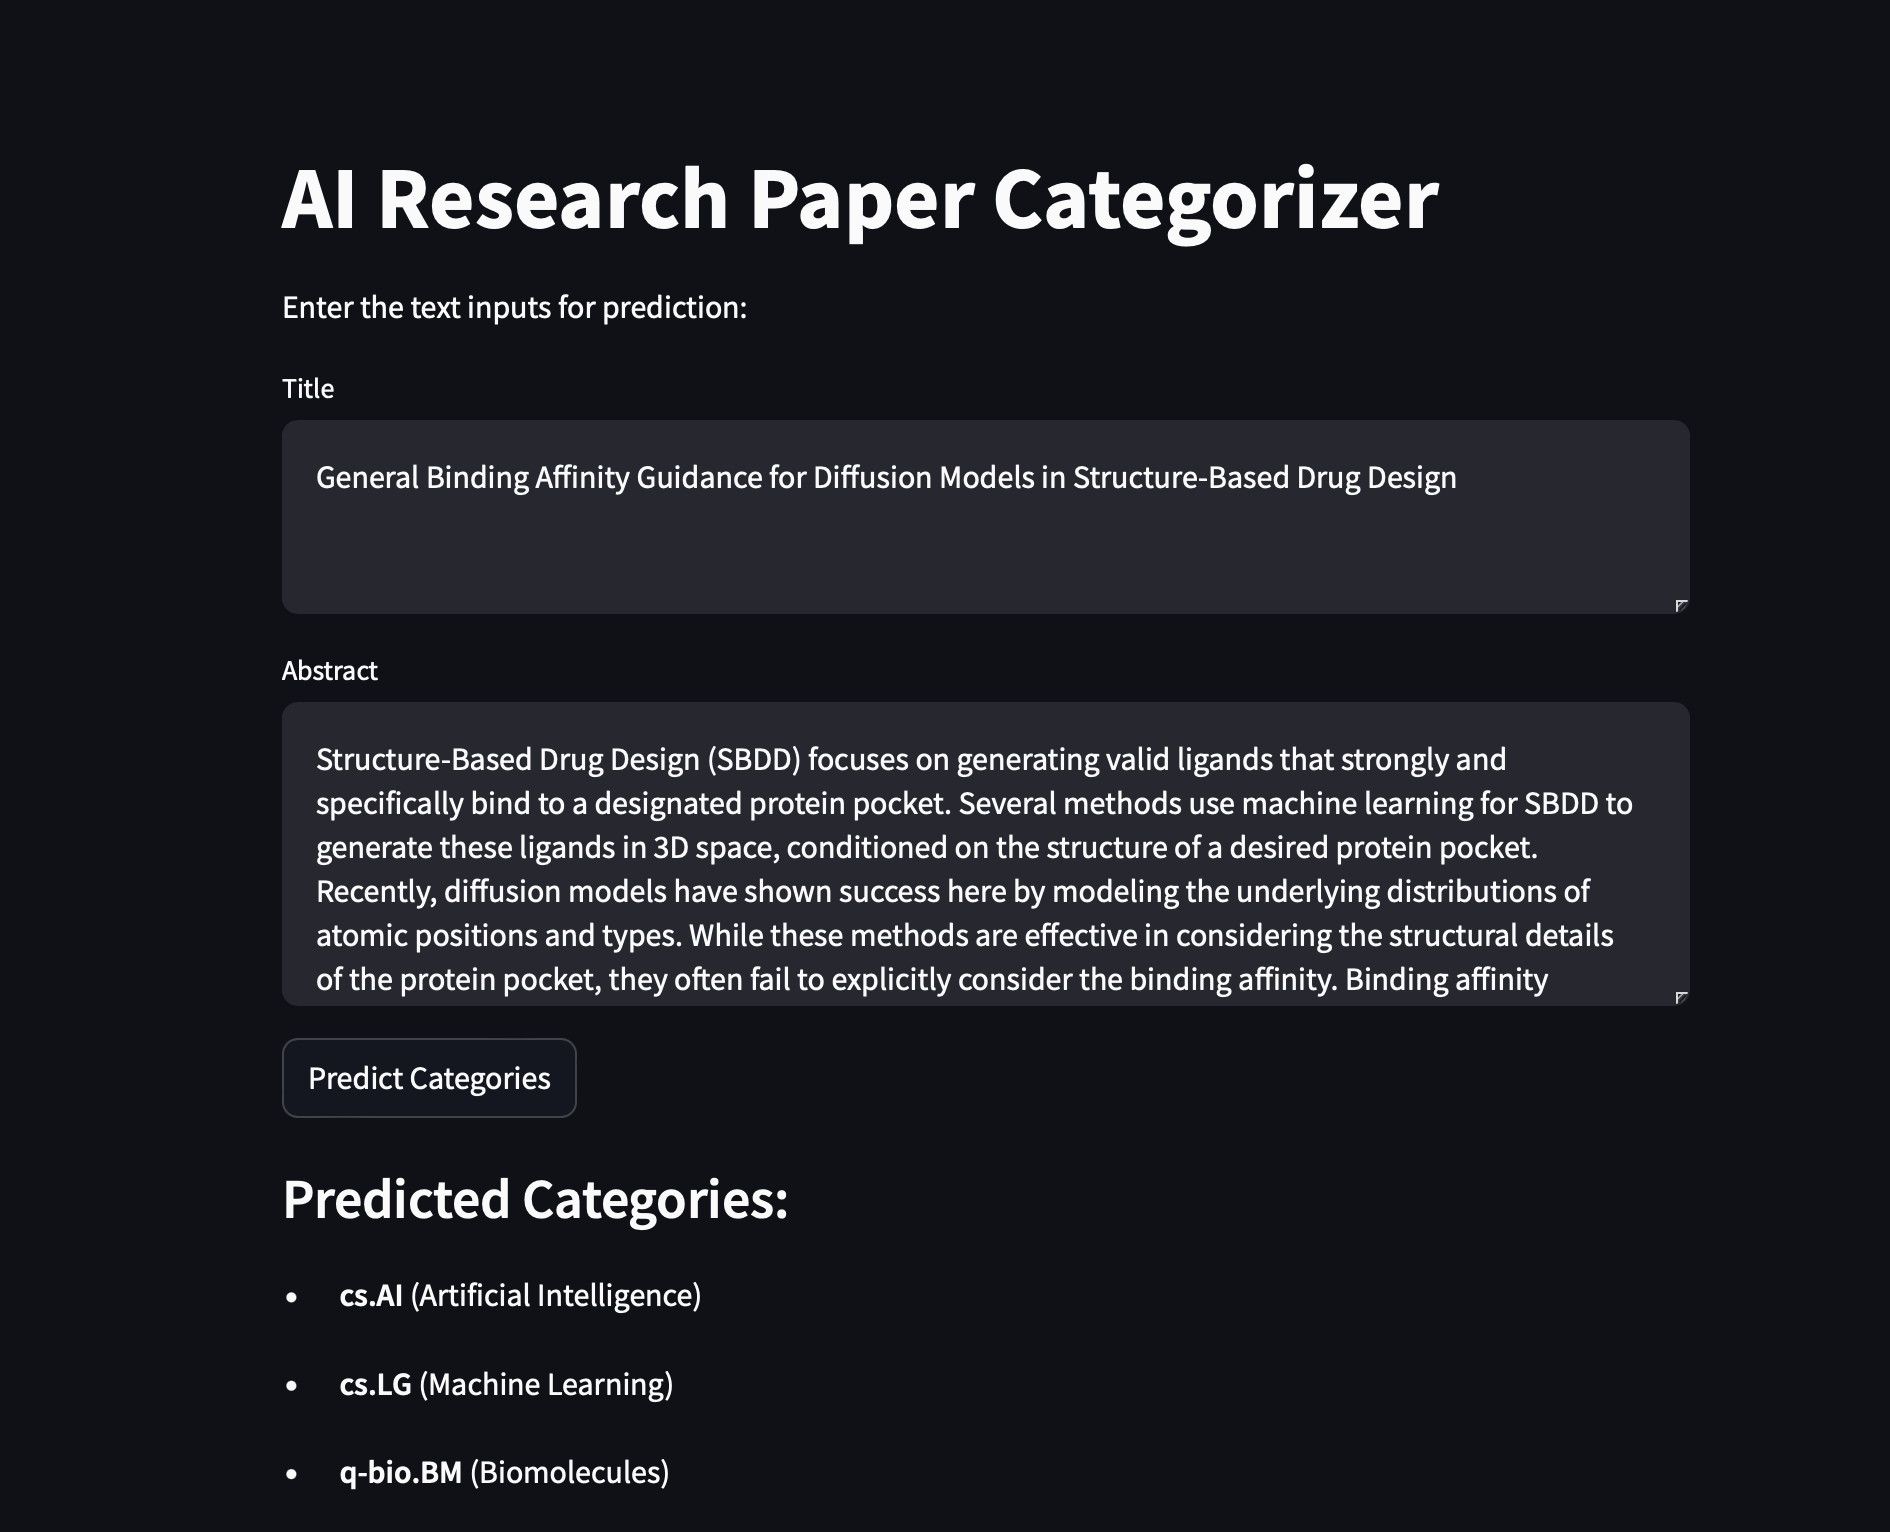 AI Research Paper Categorizer
Enter the text inputs for prediction:
Title
General Binding Affinity Guidance for Diffusion Models in Structure-Based Drug Design
Abstract
Structure-Based Drug Design (SBDD) focuses on generating valid ligands that strongly and
specifically bind to a designated protein pocket. Several methods use machine learning for SBDD to
generate these ligands in 3D space, conditioned on the structure of a desired protein pocket.
Recently, diffusion models have shown success here by modeling the underlying distributions of
atomic positions and types. While these methods are effective in considering the structural details
of the protein pocket, they often fail to explicitly consider the binding affinity. Binding affinity
Predict Categories
Predicted Categories:
• cs.AI (Artificial Intelligence)
• cs.LG (Machine Learning)
• q-bio.BM (Biomolecules)